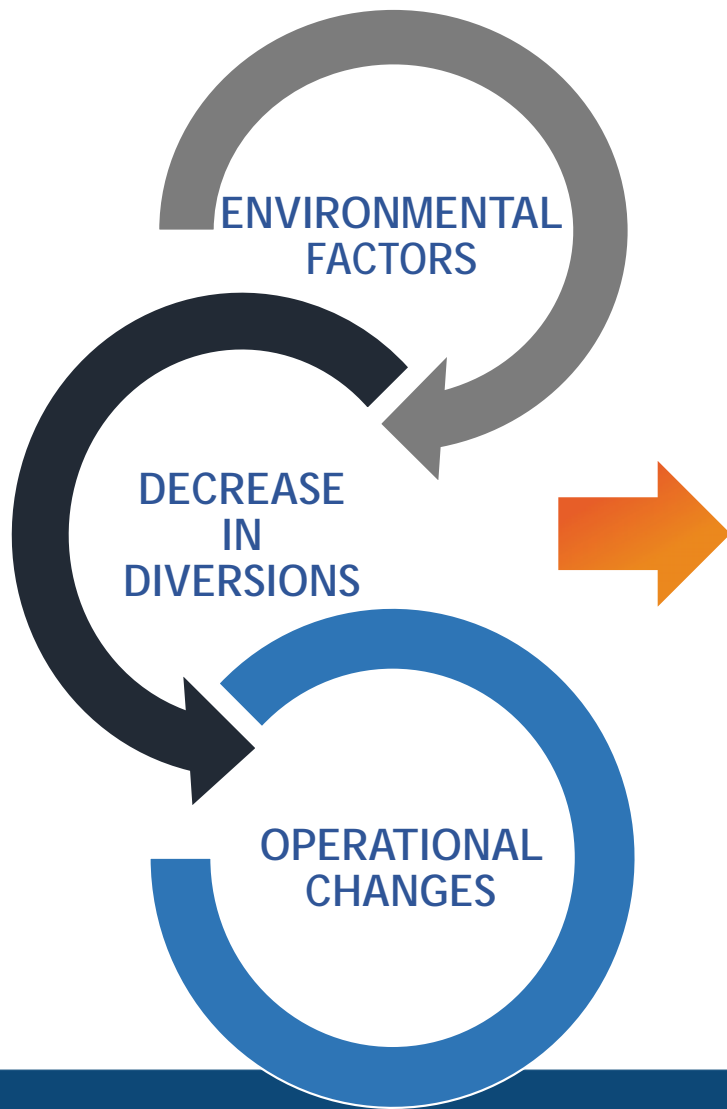 ENVIRONMENTAL
FACTORS
DECREASE
IN
DIVERSIONS
OPERATIONAL
CHANGES